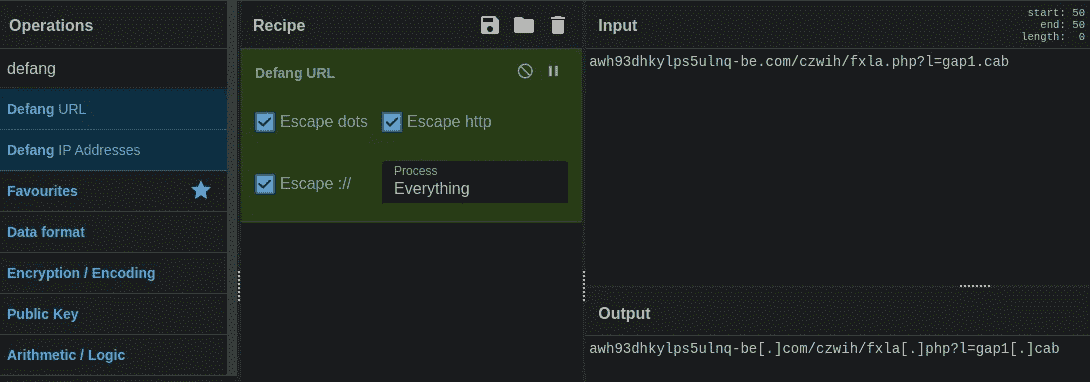 Operations
defang
Defang URL
Defang IP Addresses
Favourites
Data format
Encryption / Encoding
Public Key
Arithmetic / Logic
Recipe
Defang URL
Escape dots Escape http
Escape ://
Process
Everything
Input
start: 50
end: 50
length: 0
awh93dhkylps5ulnq-be.com/czwih/fxla.php?l=gap1.cab
Output
awh93dhkylps5ulnq-be[.]com/czwih/fxla[.]php?l=gap1[.]cab